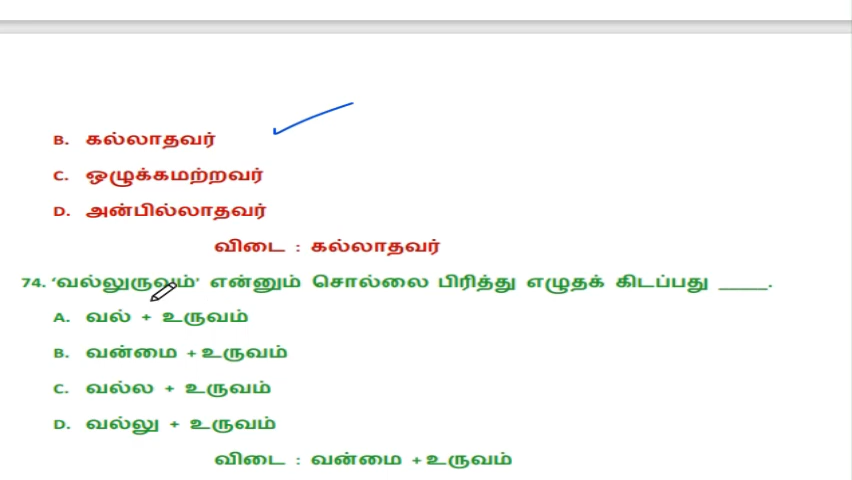 B. கல்லாதவர்
C. ஒழுக்கமற்றவர்
D. அன்பில்லாதவர்
விடை : கல்லாதவர்
74. ‘வல்லுருவம்’ என்னும் சொல்லை பிரித்து எழுதக் கிடைப்பது _____.
A. வல் + உருவம்
B. வன்மை + உருவம்
C. வல்ல + உருவம்
D. வல்லு + உருவம்
விடை : வன்மை + உருவம்